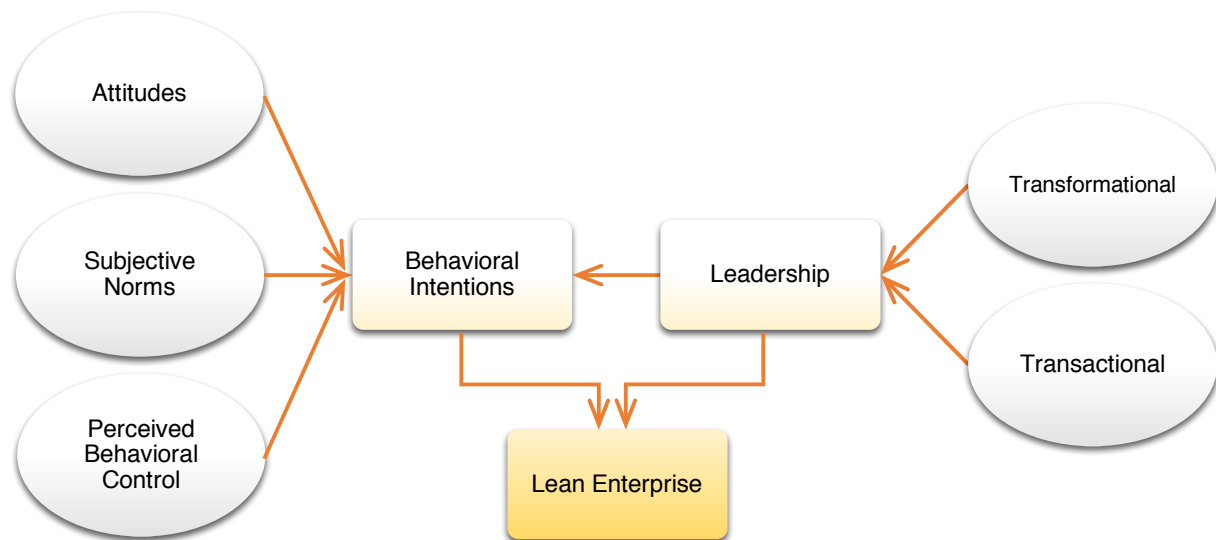 Attitudes
Subjective
Norms
Perceived
Behavioral
Control
Behavioral
Intentions
Leadership
Lean Enterprise
Transformational
Transactional